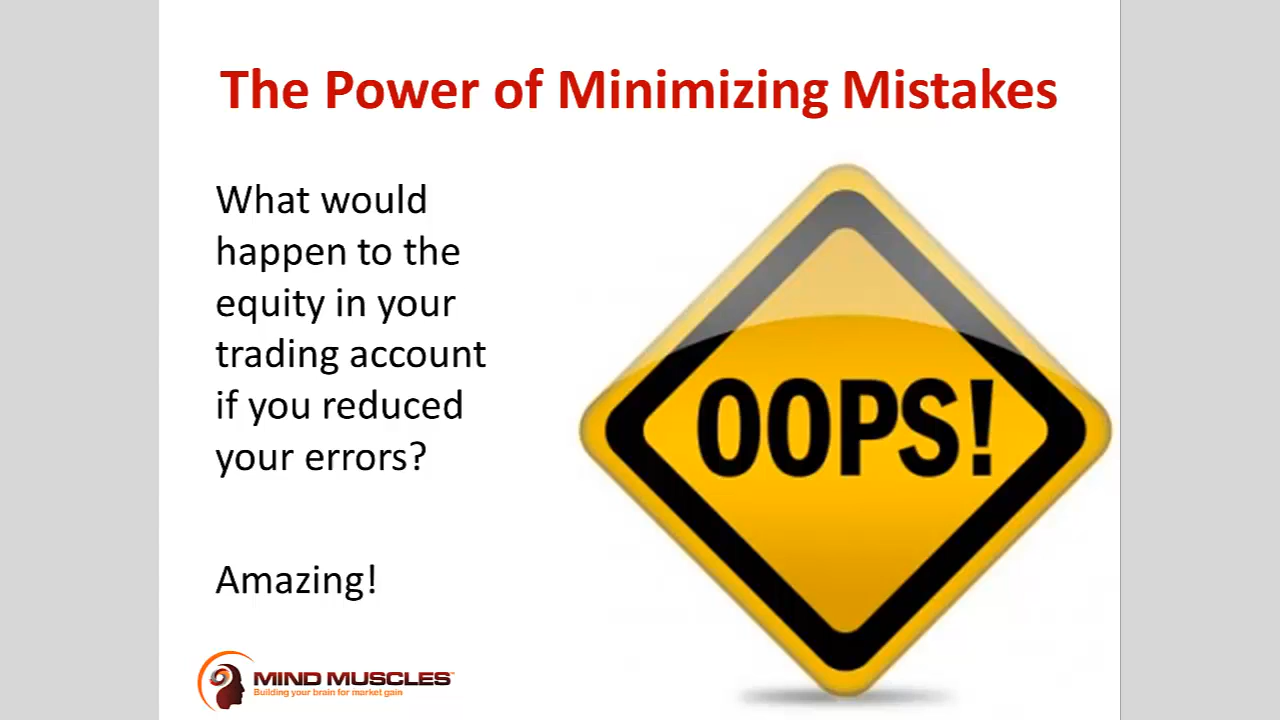 The Power of Minimizing Mistakes
What would
happen to the
equity in your
trading account
if you reduced
your errors?
Amazing!
OOPS!
MIND MUSCLES™
Building your brain for market gain